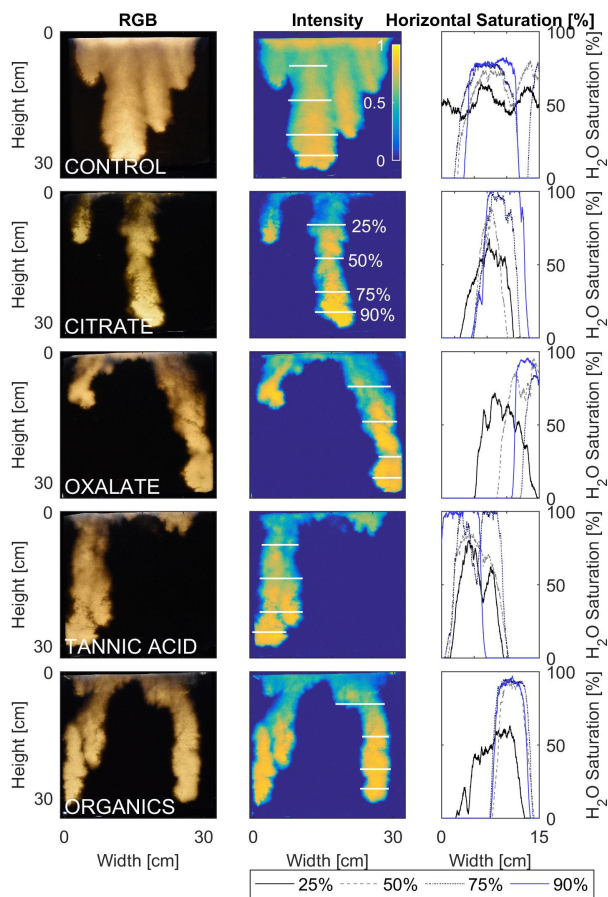 RGB Intensity Horizontal Saturation [%]
0 0 100
Height [cm] 1 H2O Saturation [%]
0.5 50
30 CONTROL 0 0
0 0 100
Height [cm] 25% H2O Saturation [%]
50% 50
75%
90%
30 CITRATE 0
0 100
Height [cm] H2O Saturation [%]
50
30 OXALATE 0
0 100
Height [cm] H2O Saturation [%]
50
30 TANNIC ACID 0
0 100
Height [cm] H2O Saturation [%]
50
30 ORGANICS 0
0 30 0 30 0 15
Width [cm] Width [cm] Width [cm]
25% 50% 75% 90%